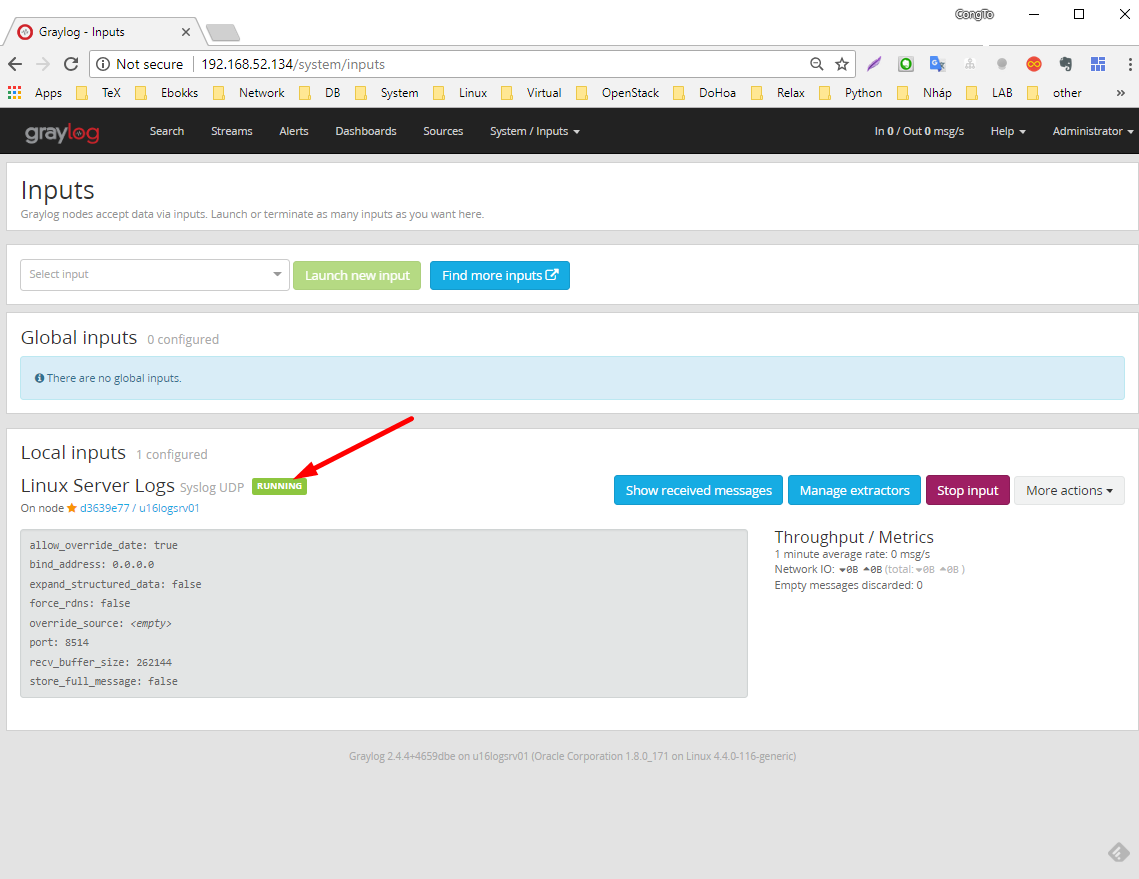 CongTo
Graylog - Inputs
Not secure 192.168.52.134/system/inputs
Apps TeX Ebokks Network DB System Linux Virtual OpenStack DoHoa Relax Python Nháp LAB other »
graylog Search Streams Alerts Dashboards Sources System / Inputs In 0 / Out 0 msg/s Help Administrator
Inputs
Graylog nodes accept data via inputs. Launch or terminate as many inputs as you want here.
Select input Launch new input Find more inputs
Global inputs 0 configured
There are no global inputs.
Local inputs 1 configured
Linux Server Logs Syslog UDP RUNNING Show received messages Manage extractors Stop input More actions
On node d3639e77 / u16logsrv01
allow_override_date: true
bind_address: 0.0.0.0
expand_structured_data: false
force_rdns: false
override_source: <empty>
port: 8514
recv_buffer_size: 262144
store_full_message: false
Throughput / Metrics
1 minute average rate: 0 msg/s
Network IO: 0B 0B (total: 0B 0B )
Empty messages discarded: 0
Graylog 2.4.4+4659dbe on u16logsrv01 (Oracle Corporation 1.8.0_171 on Linux 4.4.0-116-generic)